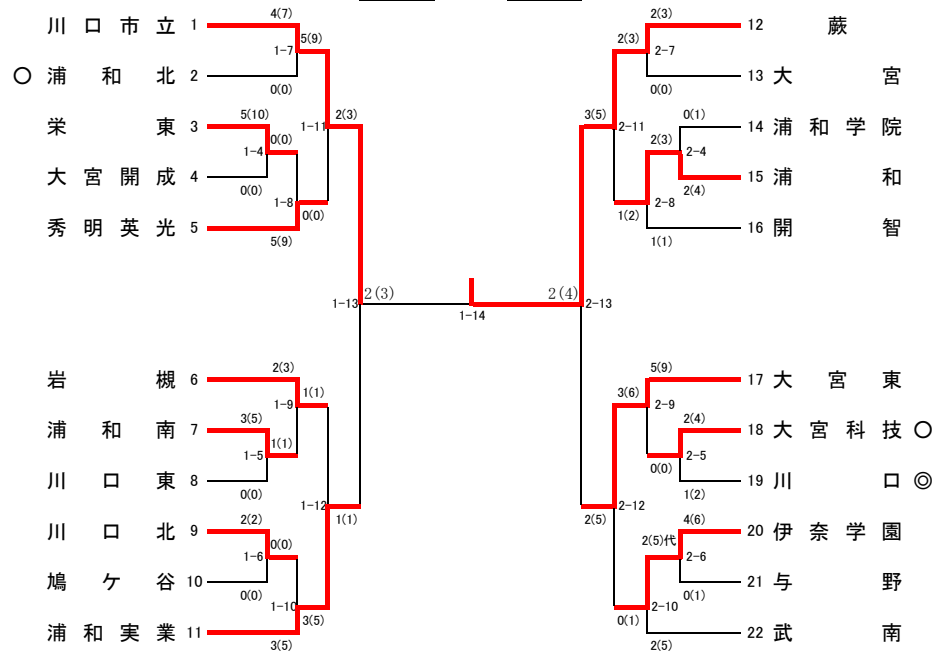 川口市立 1
○ 浦和北 2
栄東 3
大宮開成 4
秀明英光 5
岩槻 6
浦和南 7
川口東 8
川口北 9
鳩ケ谷 10
浦和実業 11
4(7)
1-7
0(0)
5(9)
5(10)
1-4
0(0)
0(0)
1-8
5(9)
0(0)
1-11
2(3)
1-13
2(3)
2(3)
1-9
1(1)
3(5)
1-5
1(1)
0(0)
2(2)
1-6
0(0)
0(0)
1-10
3(5)
3(5)
1-12
1(1)
1-14
2(4)
2-13
3(5)
2-11
2(3)
2(3)
2-7
0(0)
0(1)
2-4
2(3)
2(4)
2-8
1(2)
1(1)
5(9)
3(6)
2-9
2(4)
2-5
0(0)
1(2)
2-12
2(5)
4(6)
2(5)代
2-6
0(1)
2-10
0(1)
2(5)
12 蕨
13 大宮
14 浦和学院
15 浦和
16 開智
17 大宮東
18 大宮科技 ○
19 川口 ◎
20 伊奈学園
21 与野
22 武南